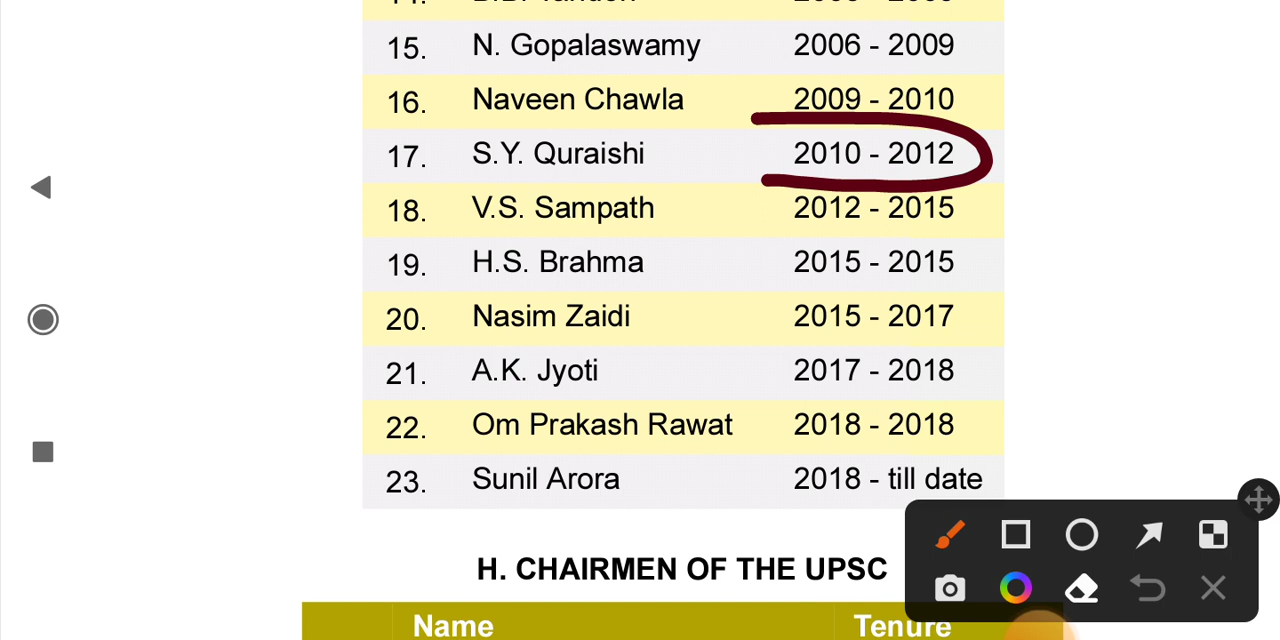 15. N. Gopalaswamy 2006 - 2009
16. Naveen Chawla 2009 - 2010
17. S.Y. Quraishi 2010 - 2012
18. V.S. Sampath 2012 - 2015
19. H.S. Brahma 2015 - 2015
20. Nasim Zaidi 2015 - 2017
21. A.K. Jyoti 2017 - 2018
22. Om Prakash Rawat 2018 - 2018
23. Sunil Arora 2018 - till date
H. CHAIRMEN OF THE UPSC
Name Tenure